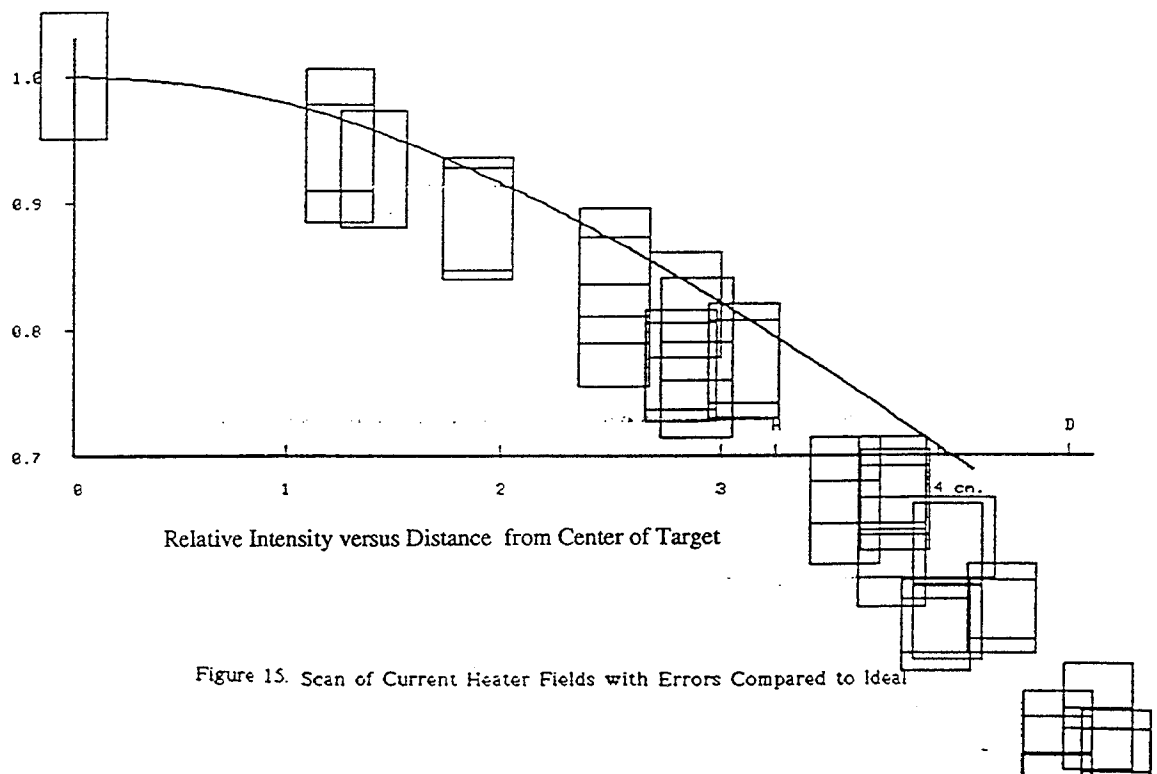 1.0
0.9
0.8
0.7
A D
0 1 2 3 4 cm.
Relative Intensity versus Distance from Center of Target
Figure 15. Scan of Current Heater Fields with Errors Compared to Ideal